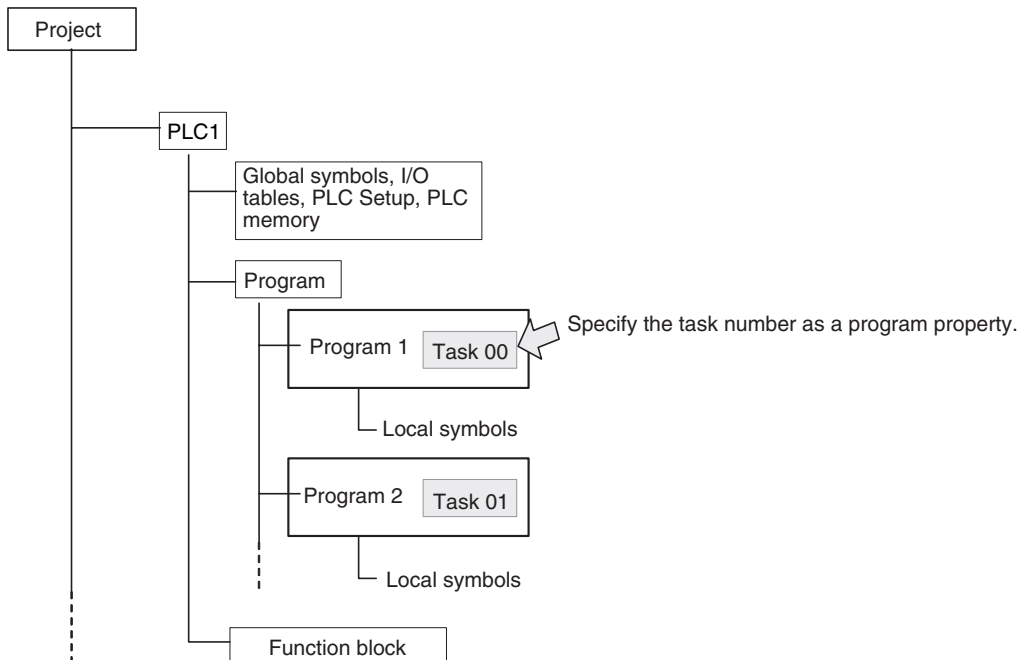 Project
PLC1
Global symbols, I/O
tables, PLC Setup, PLC
memory
Program
Program 1
Task 00
Specify the task number as a program property.
Local symbols
Program 2
Task 01
Local symbols
Function block